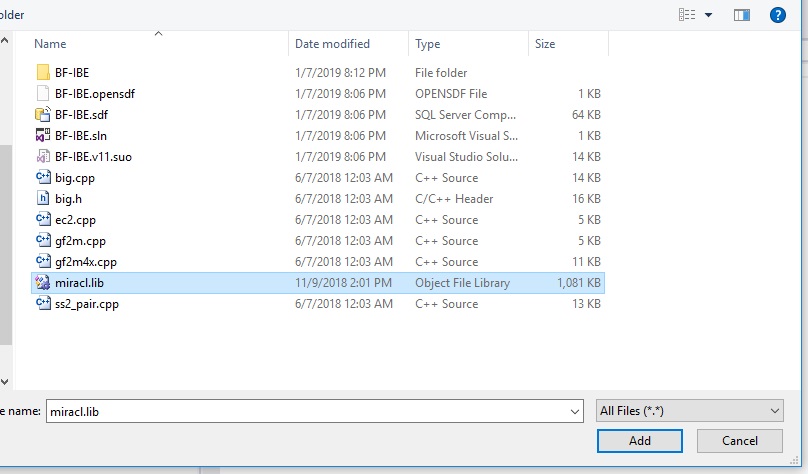 older
Name Date modified Type Size
BF-IBE 1/7/2019 8:12 PM File folder
BF-IBE.opensdf 1/7/2019 8:06 PM OPENSDF File 1 KB
BF-IBE.sdf 1/7/2019 8:06 PM SQL Server Comp... 64 KB
BF-IBE.sln 1/7/2019 8:06 PM Microsoft Visual S... 1 KB
BF-IBE.v11.suo 1/7/2019 8:06 PM Visual Studio Solu... 14 KB
big.cpp 6/7/2018 12:03 AM C++ Source 14 KB
big.h 6/7/2018 12:03 AM C/C++ Header 16 KB
ec2.cpp 6/7/2018 12:03 AM C++ Source 5 KB
gf2m.cpp 6/7/2018 12:03 AM C++ Source 5 KB
gf2m4x.cpp 6/7/2018 12:03 AM C++ Source 11 KB
miracl.lib 11/9/2018 2:01 PM Object File Library 1,081 KB
ss2_pair.cpp 6/7/2018 12:03 AM C++ Source 13 KB
e name: miracl.lib All Files (*.*)
Add Cancel